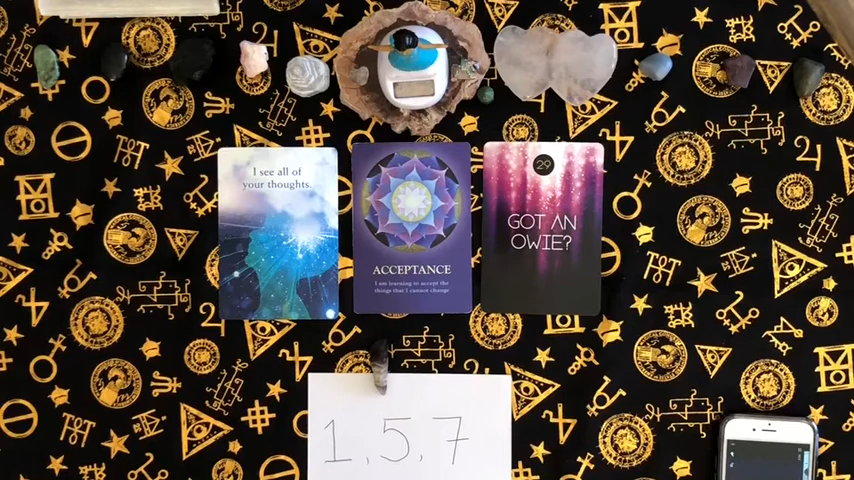 I see all of
your thoughts.
ACCEPTANCE
I am learning to accept the
things that I cannot change
29
GOT AN
OWIE?
1, 5, 7